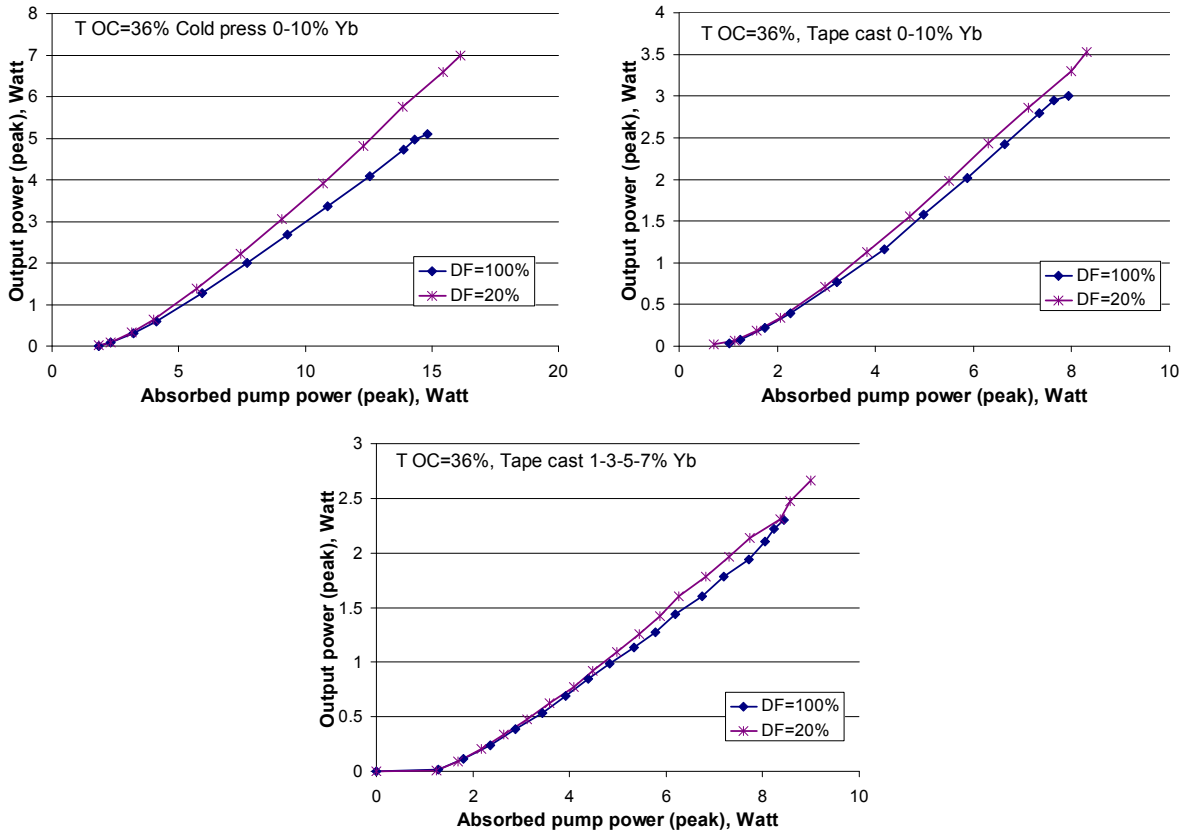 T OC=36% Cold press 0-10% Yb
Output power (peak), Watt
8
7
6
5
4
3
2
1
0
0 5 10 15 20
Absorbed pump power (peak), Watt
DF=100%
DF=20%
T OC=36%, Tape cast 0-10% Yb
Output power (peak), Watt
4
3.5
3
2.5
2
1.5
1
0.5
0
0 2 4 6 8 10
Absorbed pump power (peak), Watt
DF=100%
DF=20%
T OC=36%, Tape cast 1-3-5-7% Yb
Output power (peak), Watt
3
2.5
2
1.5
1
0.5
0
0 2 4 6 8 10
Absorbed pump power (peak), Watt
DF=100%
DF=20%